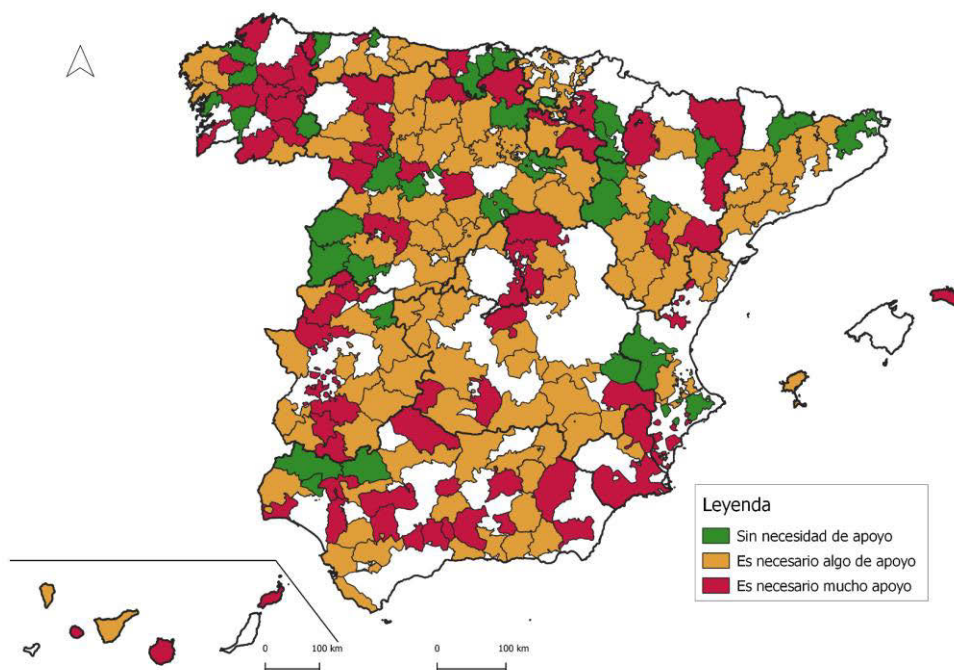 Leyenda
Sin necesidad de apoyo
Es necesario algo de apoyo
Es necesario mucho apoyo
0 100 km 0 100 km